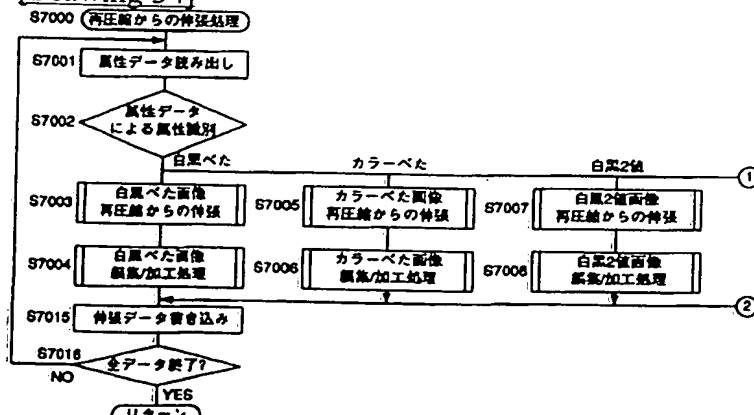 [Drawing 54]
S7000 再圧縮からの伸張処理
S7001 属性データ読み出し
S7002 属性データ
による属性識別
白黒べた カラーべた 白黒2値
1
S7003 白黒べた画像
再圧縮からの伸張
S7005 カラーべた画像
再圧縮からの伸張
S7007 白黒2値画像
再圧縮からの伸張
S7004 白黒べた画像
編集/加工処理
S7006 カラーべた画像
編集/加工処理
S7008 白黒2値画像
編集/加工処理
2
S7015 伸張データ書き込み
S7016 全データ終了?
NO
YES
リターン